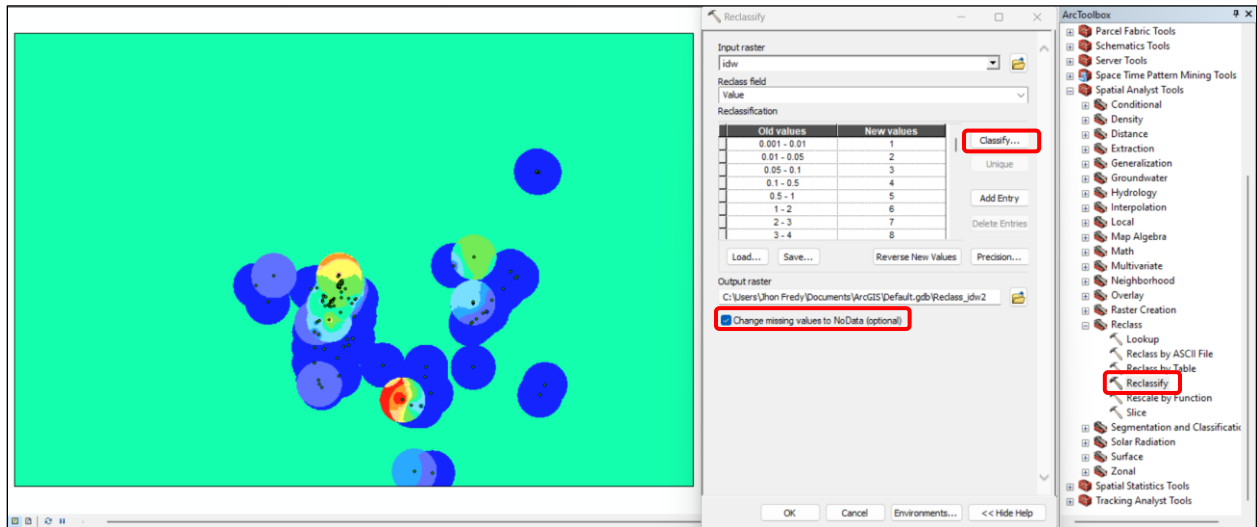 Reclassify
Input raster
idw
Reclass field
Value
Reclassification
Old values New values
0.001 - 0.01 1
0.01 - 0.05 2
0.05 - 0.1 3
0.1 - 0.5 4
0.5 - 1 5
1 - 2 6
2 - 3 7
3 - 4 8
Classify...
Unique
Add Entry
Delete Entries
Load... Save... Reverse New Values Precision...
Output raster
C:\Users\Jhon Fredy\Documents\ArcGIS\Default.gdb\Reclass_idw2
Change missing values to NoData (optional)
OK Cancel Environments... << Hide Help
ArcToolbox
Parcel Fabric Tools
Schematics Tools
Server Tools
Space Time Pattern Mining Tools
Spatial Analyst Tools
Conditional
Density
Distance
Extraction
Generalization
Groundwater
Hydrology
Interpolation
Local
Map Algebra
Math
Multivariate
Neighborhood
Overlay
Raster Creation
Reclass
Lookup
Reclass by ASCII File
Reclass by Table
Reclassify
Rescale by Function
Slice
Segmentation and Classificatio
Solar Radiation
Surface
Zonal
Spatial Statistics Tools
Tracking Analyst Tools